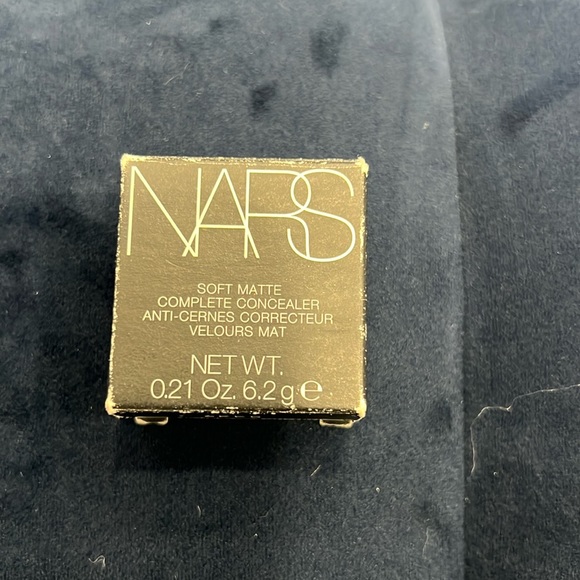 NARS
SOFT MATTE
COMPLETE CONCEALER
ANTI-CERNES CORRECTEUR
VELOURS MAT
NET WT.
0.21 Oz. 6.2 g ℮